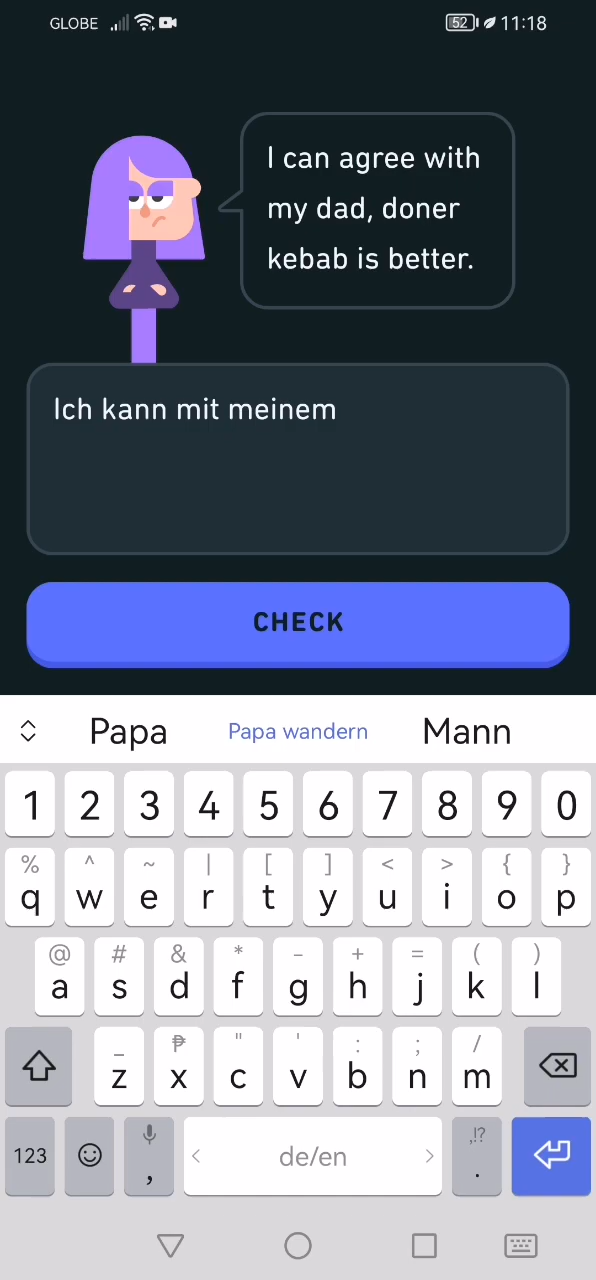 GLOBE 52 11:18
I can agree with
my dad, doner
kebab is better.
Ich kann mit meinem
CHECK
Papa Papa wandern Mann
1 2 3 4 5 6 7 8 9 0
% ^ ~ | [ ] < > { }
q w e r t y u i o p
@ # & * - + = ( )
a s d f g h j k l
_ ₱ " ' : ; /
z x c v b n m
123 , < de/en > ,!? .